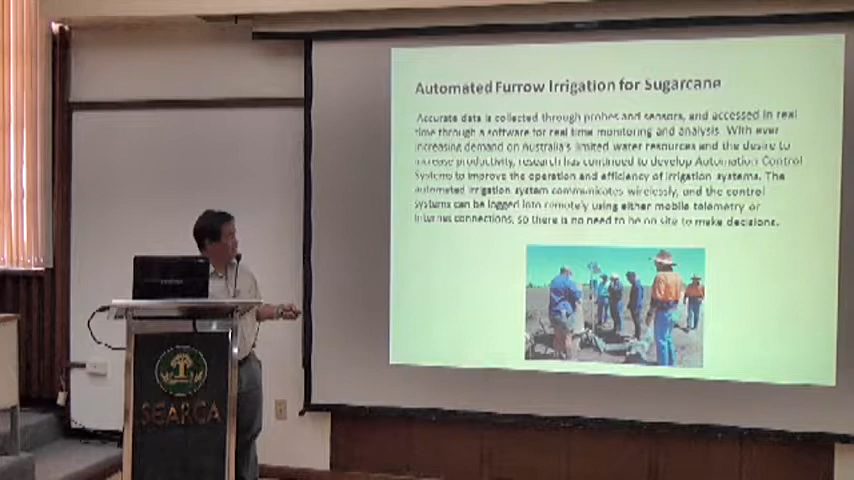 Automated Furrow Irrigation for Sugarcane
Accurate data is collected through probes and sensors, and accessed in real
time through a software for real time monitoring and analysis. With ever
increasing demand on Australia's limited water resources and the desire to
increase productivity, research has continued to develop Automation Control
Systems to improve the operation and efficiency of irrigation systems. The
automated irrigation system communicates wirelessly, and the control
systems can be logged into remotely using either mobile telemetry or
internet connections, so there is no need to be on site to make decisions.
SEARCA